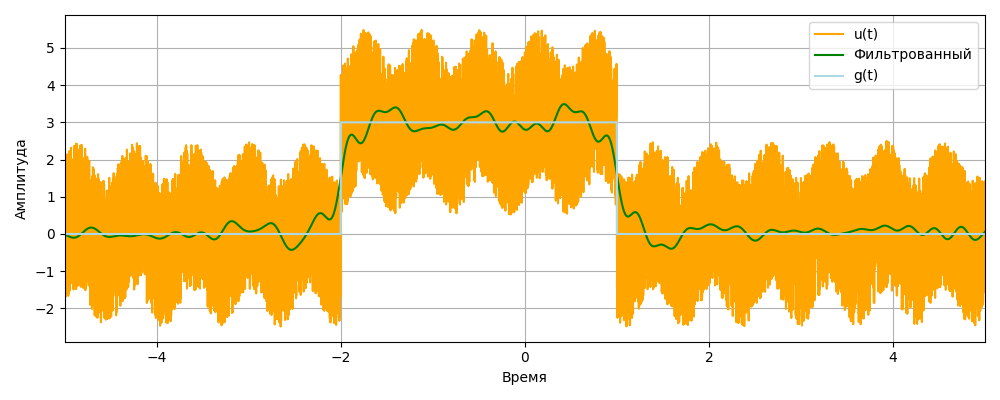 u(t)
Фильтрованный
g(t)
Амплитуда
5
4
3
2
1
0
−1
−2
−4
−2
0
2
4
Время